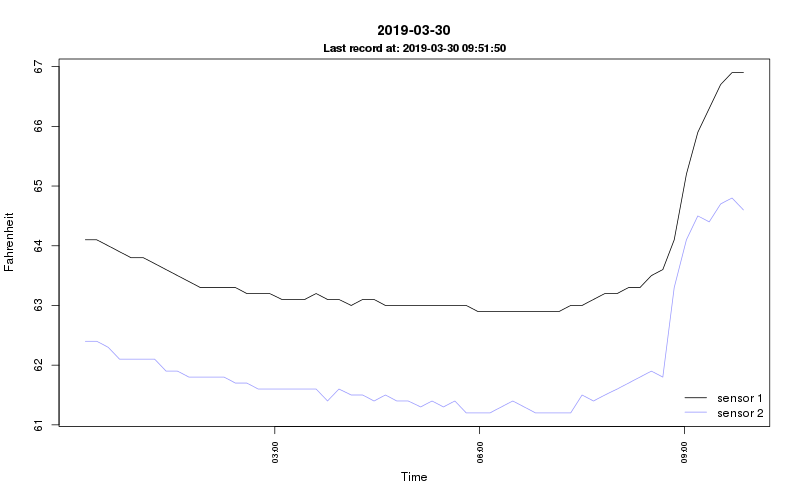 2019-03-30
Last record at: 2019-03-30 09:51:50
67
66
65
64
63
62
61
Fahrenheit
sensor 1
sensor 2
03:00
06:00
09:00
Time